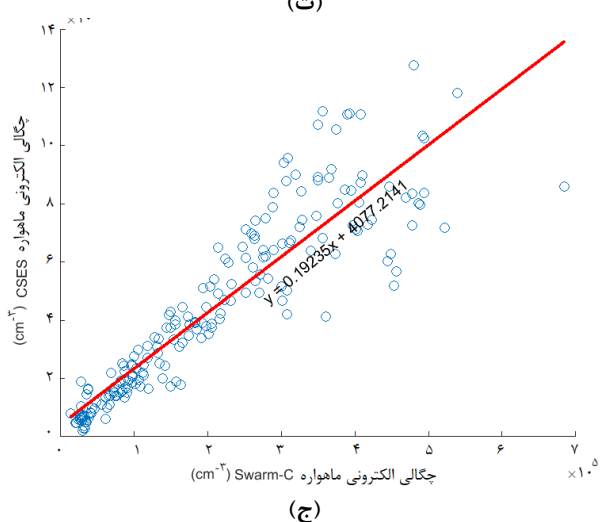 (ت)
۱۴
۱۲
۱۰
۸
۶
۴
۲
۰
چگالی الکترونی ماهواره CSES (cm⁻³)
y = 0.19235x + 4077.2141
۰ ۱ ۲ ۳ ۴ ۵ ۶ ۷
×۱۰⁵
چگالی الکترونی ماهواره Swarm-C (cm⁻³)
(ج)